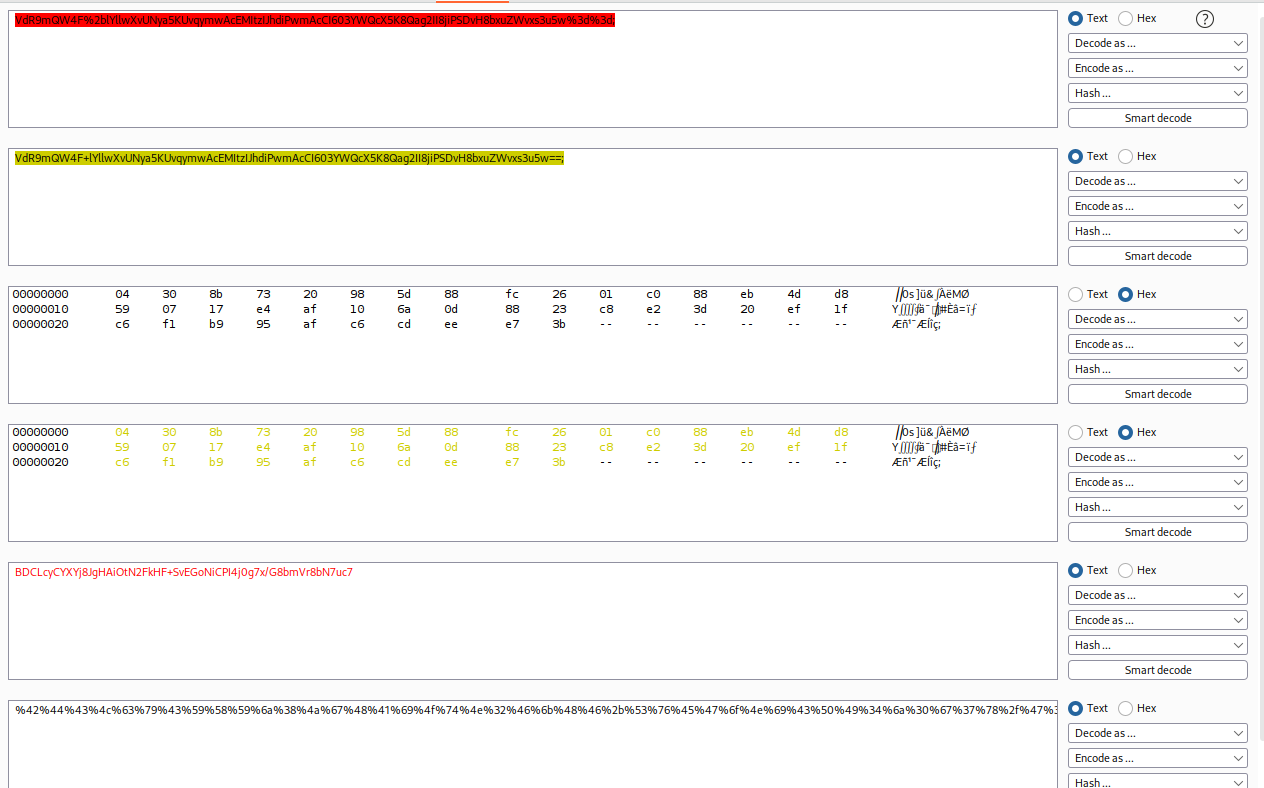 VdR9mQW4F%2blYllwXvUNya5KUvqymwAcEMItzIJhdiPwmAcCI603YWQcX5K8Qag2II8jiPSDvH8bxuZWvxs3u5w%3d%3d;
Text Hex ?
Decode as ...
Encode as ...
Hash ...
Smart decode
VdR9mQW4F+lYllwXvUNya5KUvqymwAcEMItzIJhdiPwmAcCI603YWQcX5K8Qag2II8jiPSDvH8bxuZWvxs3u5w==;
Text Hex
Decode as ...
Encode as ...
Hash ...
Smart decode
00000000 04 30 8b 73 20 98 5d 88 fc 26 01 c0 88 eb 4d d8
00000010 59 07 17 e4 af 10 6a 0d 88 23 c8 e2 3d 20 ef 1f
00000020 c6 f1 b9 95 af c6 cd ee e7 3b -- -- -- -- -- -- Æñ¹¯ÆÍîç;
Text Hex
Decode as ...
Encode as ...
Hash ...
Smart decode
00000000 04 30 8b 73 20 98 5d 88 fc 26 01 c0 88 eb 4d d8
00000010 59 07 17 e4 af 10 6a 0d 88 23 c8 e2 3d 20 ef 1f
00000020 c6 f1 b9 95 af c6 cd ee e7 3b -- -- -- -- -- -- Æñ¹¯ÆÍîç;
Text Hex
Decode as ...
Encode as ...
Hash ...
Smart decode
BDCLcyCYXYj8JgHAiOtN2FkHF+SvEGoNiCPI4j0g7x/G8bmVr8bN7uc7
Text Hex
Decode as ...
Encode as ...
Hash ...
Smart decode
%42%44%43%4c%63%79%43%59%58%59%6a%38%4a%67%48%41%69%4f%74%4e%32%46%6b%48%46%2b%53%76%45%47%6f%4e%69%43%50%49%34%6a%30%67%37%78%2f%47%3
Text Hex
Decode as ...
Encode as ...
Hash ...